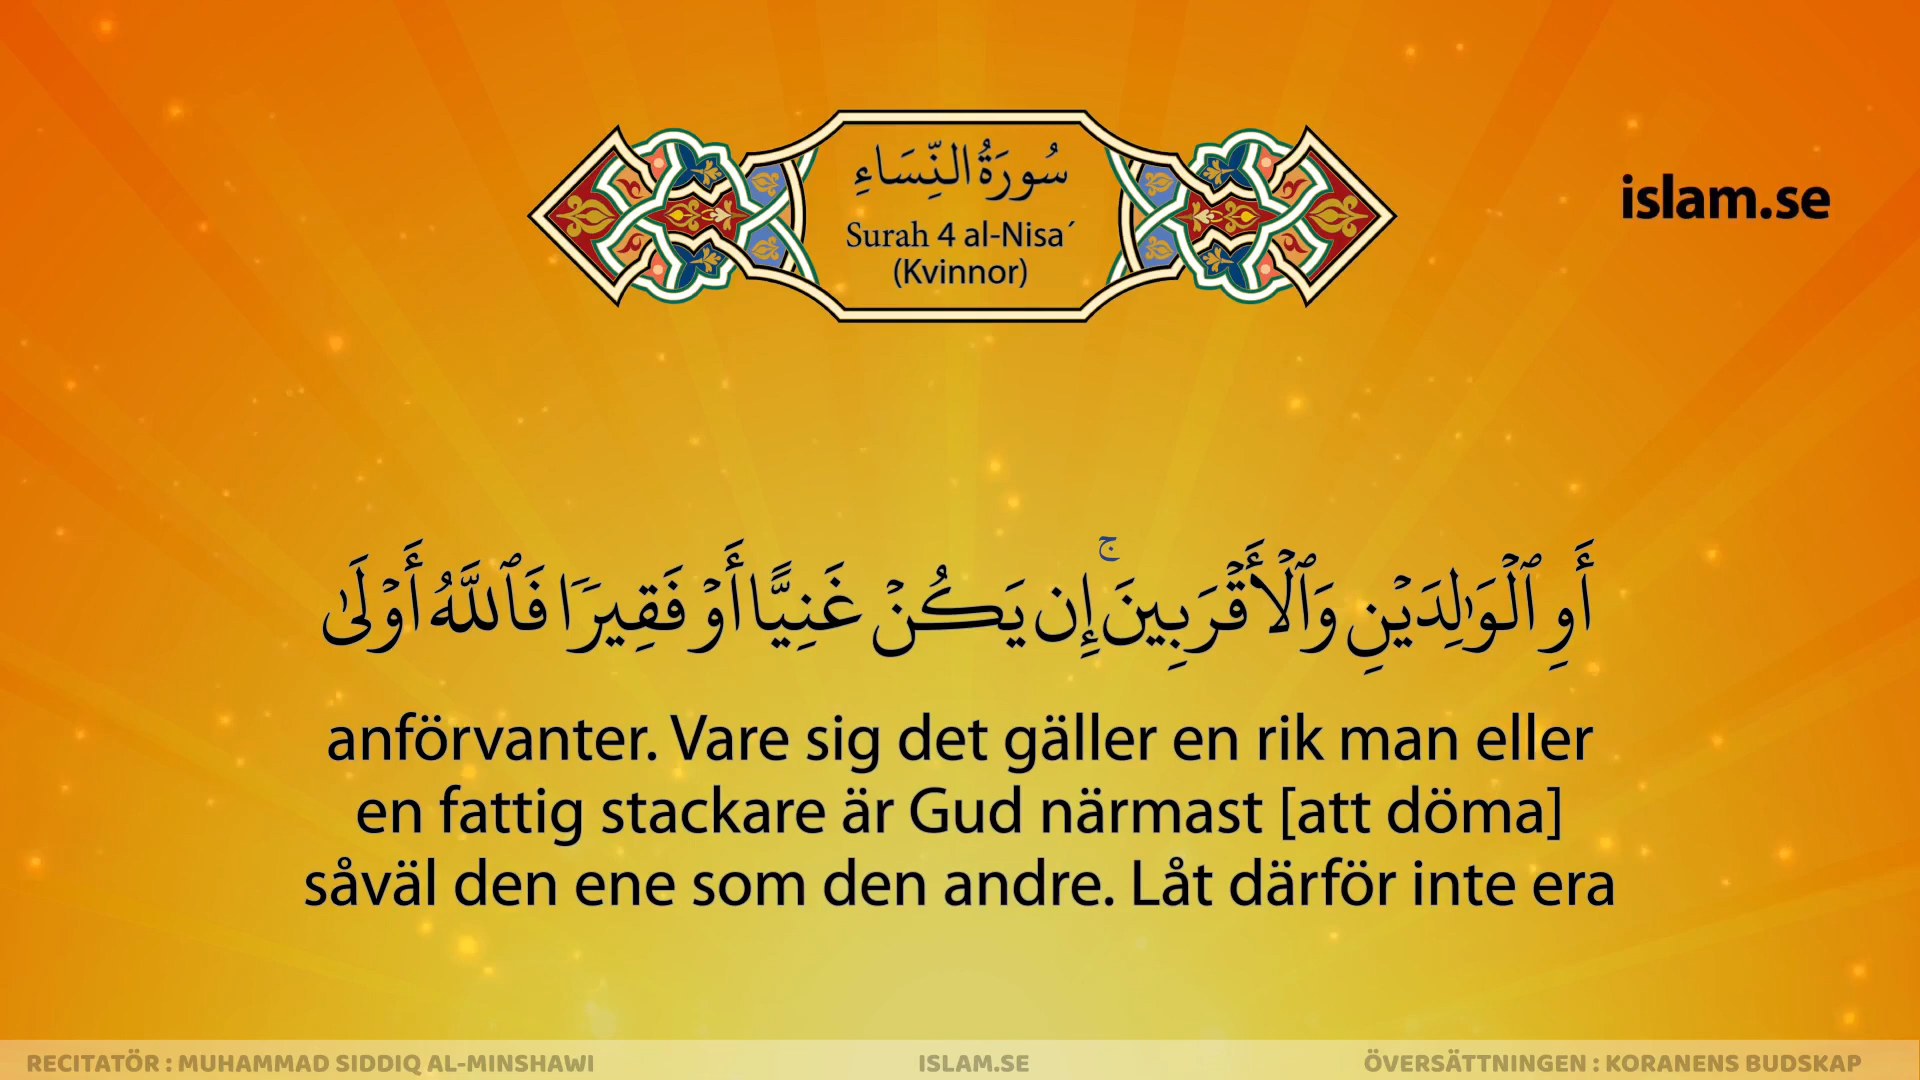 سُورَةُ النِّسَاءِ
Surah 4 al-Nisa´
(Kvinnor)
islam.se
أَوِ ٱلْوَٰلِدَيْنِ وَٱلْأَقْرَبِينَ ۚ إِن يَكُنْ غَنِيًّا أَوْ فَقِيرًا فَٱللَّهُ أَوْلَىٰ
anförvanter. Vare sig det gäller en rik man eller
en fattig stackare är Gud närmast [att döma]
såväl den ene som den andre. Låt därför inte era
RECITATÖR : MUHAMMAD SIDDIQ AL-MINSHAWI ISLAM.SE ÖVERSÄTTNINGEN : KORANENS BUDSKAP